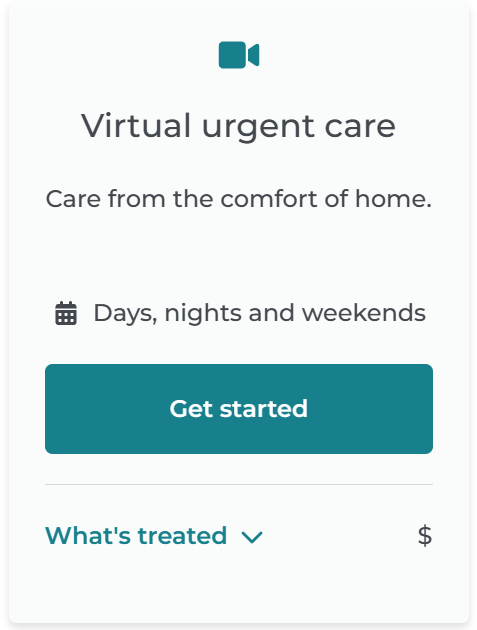 Virtual urgent care
Care from the comfort of home.
Days, nights and weekends
Get started
What's treated
$